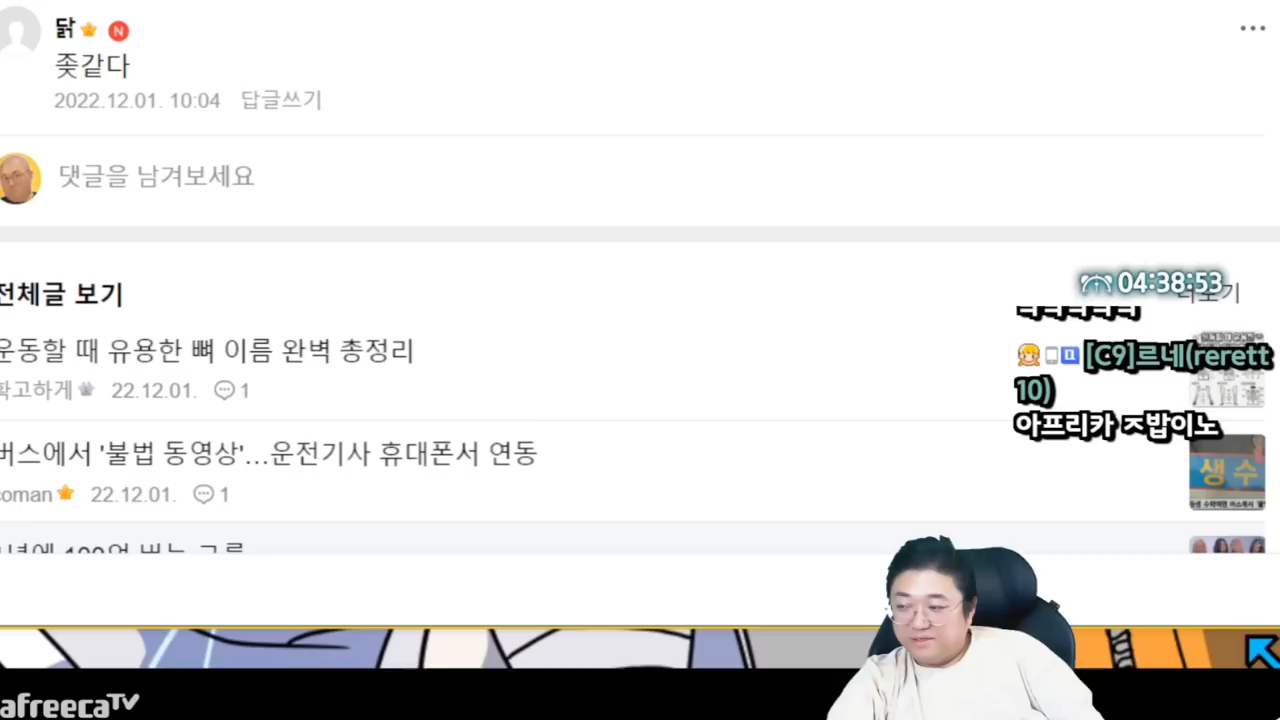 닭
N
좆같다
2022.12.01. 10:04 답글쓰기
댓글을 남겨보세요
전체글 보기
04:38:53
더보기
운동할 때 유용한 뼈 이름 완벽 총정리
확고하게 22.12.01. 1
[C9]르네(rerett
10)
아프리카 ㅈ밥이노
버스에서 '불법 동영상'...운전기사 휴대폰서 연동
coman 22.12.01. 1
생수
afreecaTV